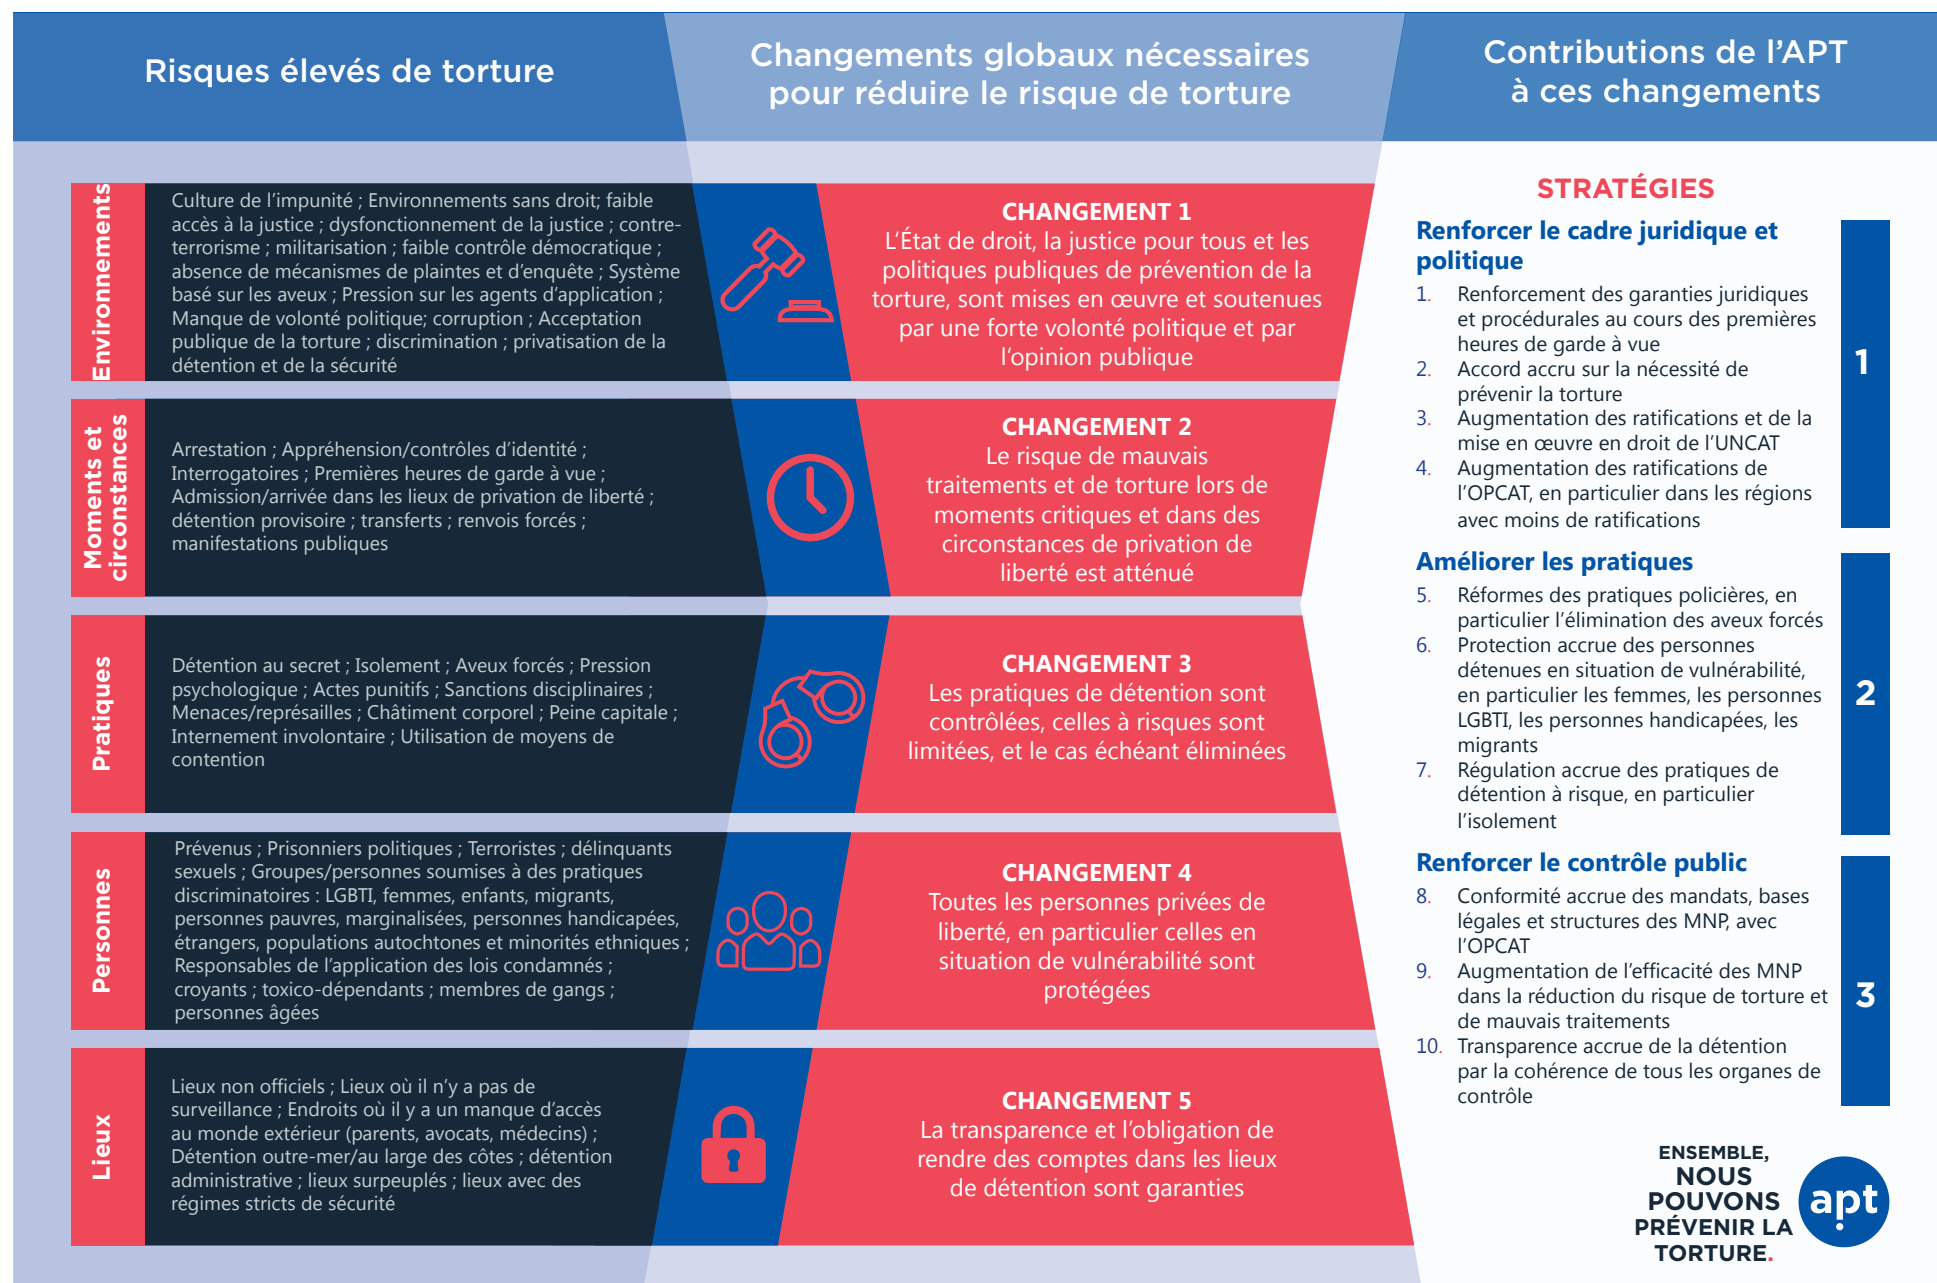 Risques élevés de torture
Changements globaux nécessaires
pour réduire le risque de torture
Contributions de l'APT
à ces changements
Environnements
Culture de l'impunité ; Environnements sans droit; faible
accès à la justice ; dysfonctionnement de la justice ; contre-
terrorisme ; militarisation ; faible contrôle démocratique ;
absence de mécanismes de plaintes et d'enquête ; Système
basé sur les aveux ; Pression sur les agents d'application ;
Manque de volonté politique; corruption ; Acceptation
publique de la torture ; discrimination ; privatisation de la
détention et de la sécurité
CHANGEMENT 1
L'État de droit, la justice pour tous et les
politiques publiques de prévention de la
torture, sont mises en œuvre et soutenues
par une forte volonté politique et par
l'opinion publique
Moments et
circonstances
Arrestation ; Appréhension/contrôles d'identité ;
Interrogatoires ; Premières heures de garde à vue ;
Admission/arrivée dans les lieux de privation de liberté ;
détention provisoire ; transferts ; renvois forcés ;
manifestations publiques
CHANGEMENT 2
Le risque de mauvais
traitements et de torture lors de
moments critiques et dans des
circonstances de privation de
liberté est atténué
Pratiques
Détention au secret ; Isolement ; Aveux forcés ; Pression
psychologique ; Actes punitifs ; Sanctions disciplinaires ;
Menaces/représailles ; Châtiment corporel ; Peine capitale ;
Internement involontaire ; Utilisation de moyens de
contention
CHANGEMENT 3
Les pratiques de détention sont
contrôlées, celles à risques sont
limitées, et le cas échéant éliminées
Personnes
Prévenus ; Prisonniers politiques ; Terroristes ; délinquants
sexuels ; Groupes/personnes soumises à des pratiques
discriminatoires : LGBTI, femmes, enfants, migrants,
personnes pauvres, marginalisées, personnes handicapées,
étrangers, populations autochtones et minorités ethniques ;
Responsables de l'application des lois condamnés ;
croyants ; toxico-dépendants ; membres de gangs ;
personnes âgées
CHANGEMENT 4
Toutes les personnes privées de
liberté, en particulier celles en
situation de vulnérabilité sont
protégées
Lieux
Lieux non officiels ; Lieux où il n'y a pas de
surveillance ; Endroits où il y a un manque d'accès
au monde extérieur (parents, avocats, médecins) ;
Détention outre-mer/au large des côtes ; détention
administrative ; lieux surpeuplés ; lieux avec des
régimes stricts de sécurité
CHANGEMENT 5
La transparence et l'obligation de
rendre des comptes dans les lieux
de détention sont garanties
STRATÉGIES
Renforcer le cadre juridique et
politique
1. Renforcement des garanties juridiques
et procédurales au cours des premières
heures de garde à vue
2. Accord accru sur la nécessité de
prévenir la torture
3. Augmentation des ratifications et de la
mise en œuvre en droit de l'UNCAT
4. Augmentation des ratifications de
l'OPCAT, en particulier dans les régions
avec moins de ratifications
1
Améliorer les pratiques
5. Réformes des pratiques policières, en
particulier l'élimination des aveux forcés
6. Protection accrue des personnes
détenues en situation de vulnérabilité,
en particulier les femmes, les personnes
LGBTI, les personnes handicapées, les
migrants
7. Régulation accrue des pratiques de
détention à risque, en particulier
l'isolement
2
Renforcer le contrôle public
8. Conformité accrue des mandats, bases
légales et structures des MNP, avec
l'OPCAT
9. Augmentation de l'efficacité des MNP
dans la réduction du risque de torture et
de mauvais traitements
10. Transparence accrue de la détention
par la cohérence de tous les organes de
contrôle
3
ENSEMBLE,
NOUS
POUVONS
PRÉVENIR LA
TORTURE.
apt